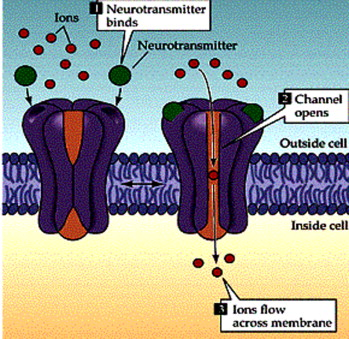 Ions
1 Neurotransmitter
binds
Neurotransmitter
2 Channel
opens
Outside cell
Inside cell
3 Ions flow
across membrane